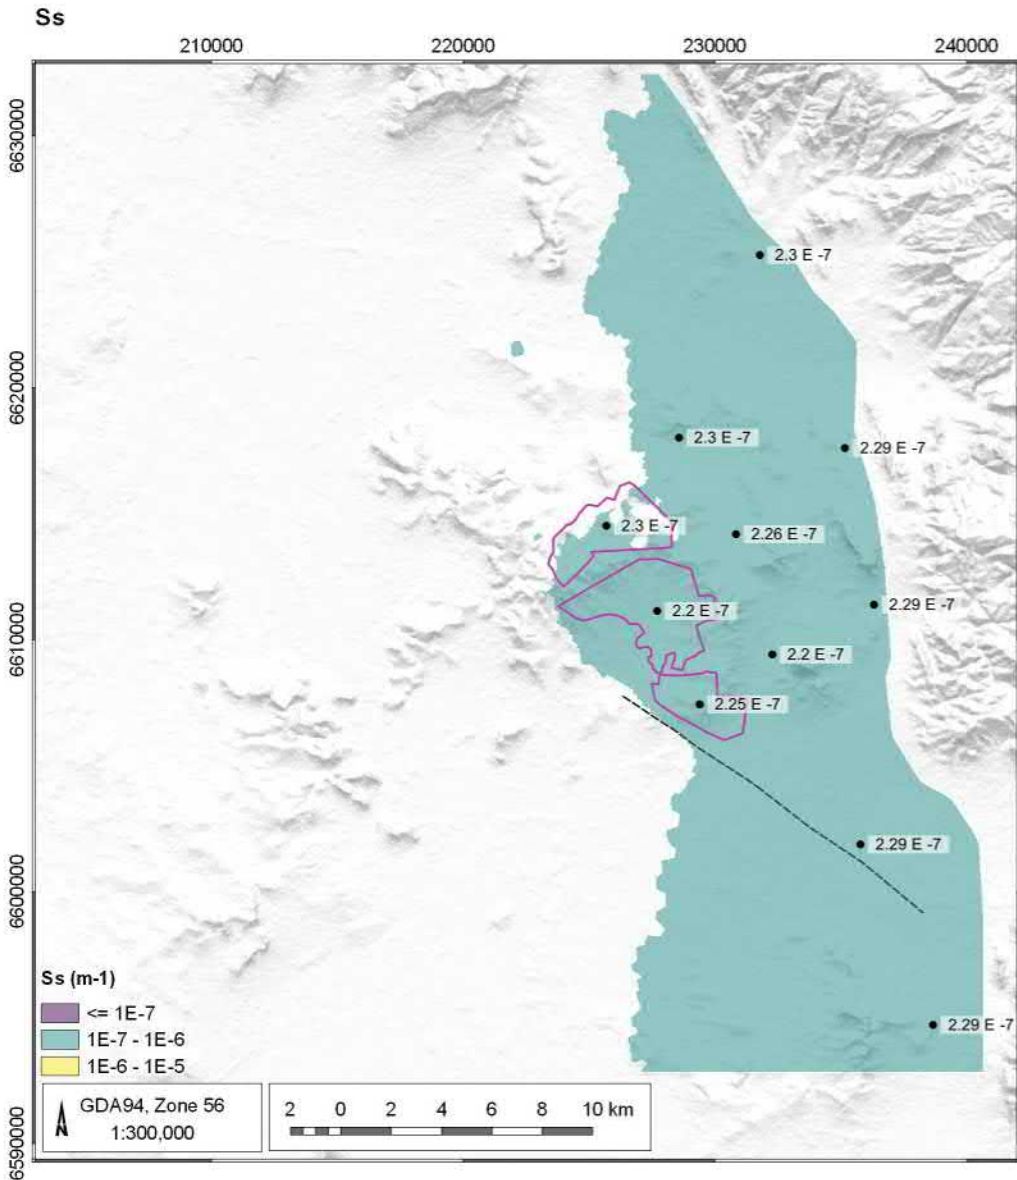 Ss
210000 220000 230000 240000
6630000
2.3 E -7
6620000
2.3 E -7
2.29 E -7
2.3 E -7
2.26 E -7
2.29 E -7
2.2 E -7
6610000
2.2 E -7
2.25 E -7
2.29 E -7
6600000
2.29 E -7
Ss (m-1)
<= 1E-7
1E-7 - 1E-6
1E-6 - 1E-5
6590000
N
GDA94, Zone 56
1:300,000
2 0 2 4 6 8 10 km